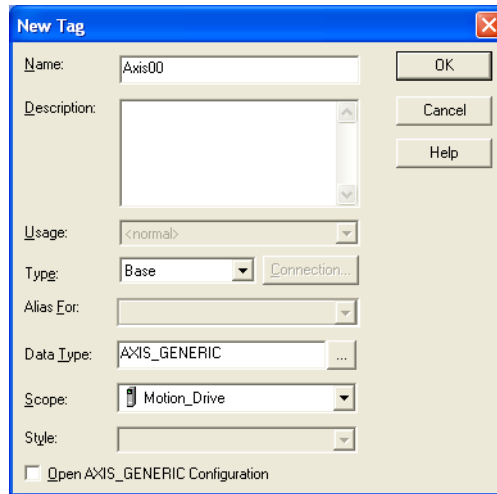 New Tag
Name: Axis00 OK
Description: Cancel
Help
Usage: <normal>
Type: Base Connection...
Alias For:
Data Type: AXIS_GENERIC ...
Scope: Motion_Drive
Style:
Open AXIS_GENERIC Configuration